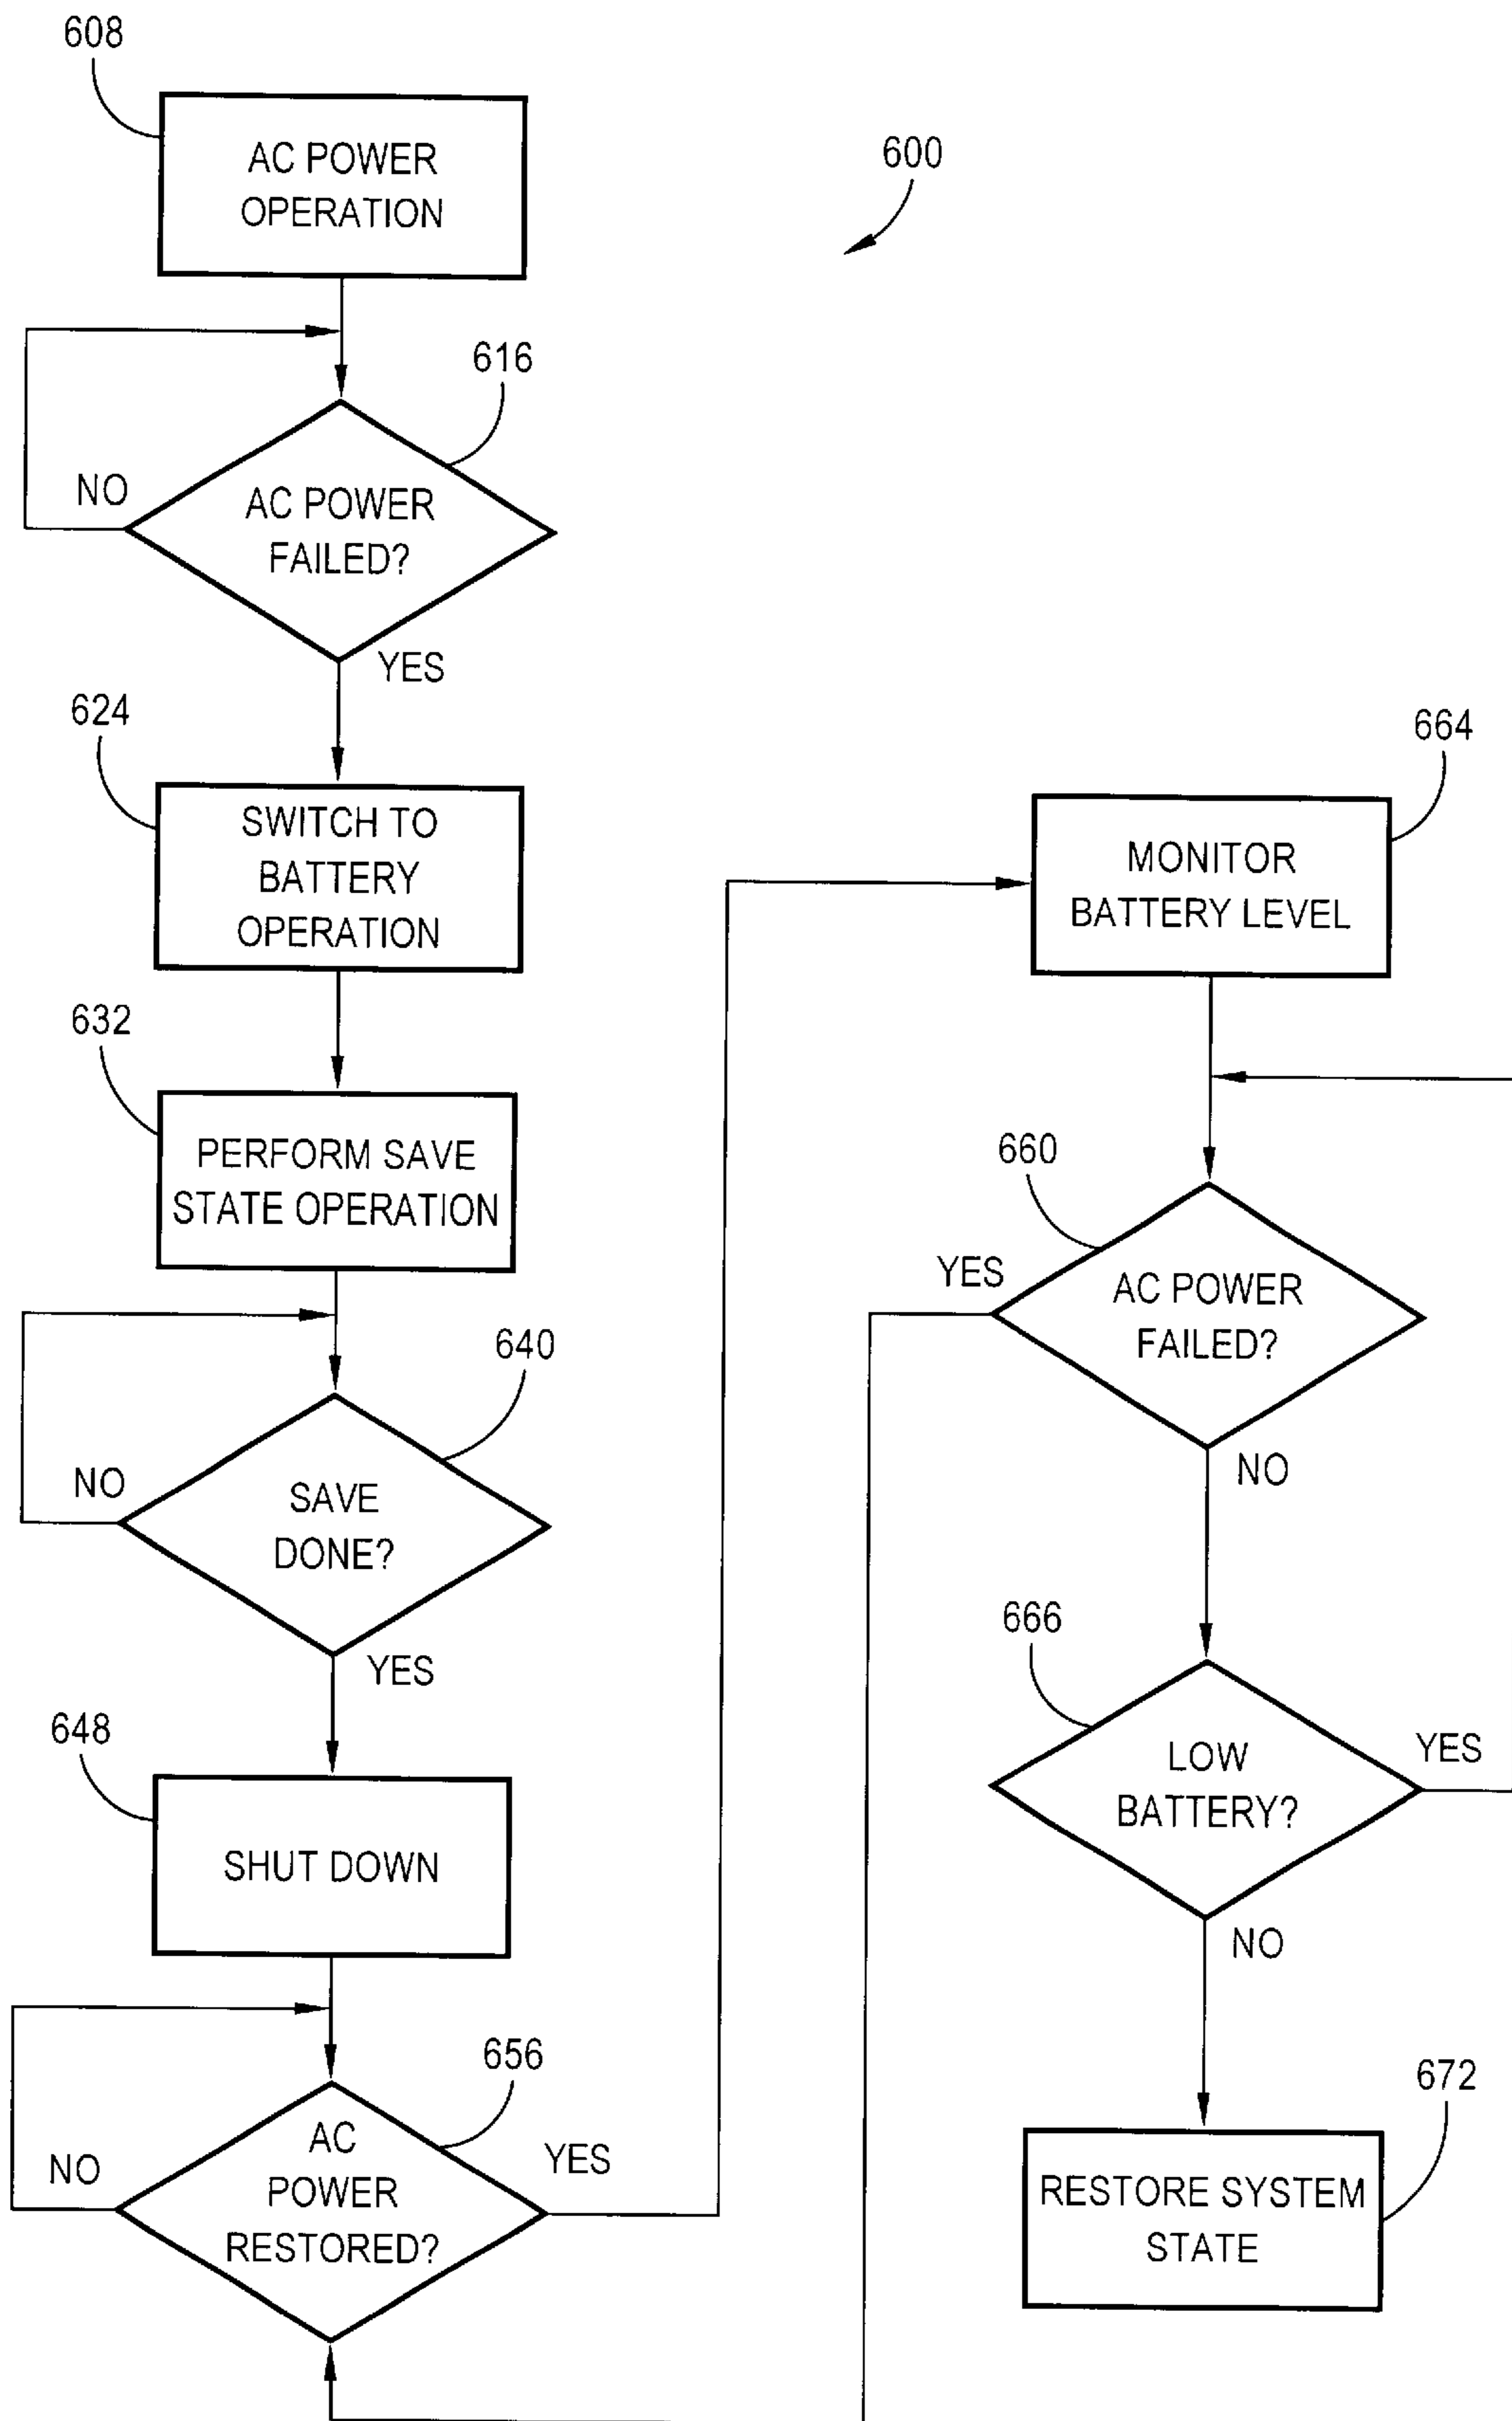 608
AC POWER
OPERATION
600
616
NO
AC POWER
FAILED?
YES
624
SWITCH TO
BATTERY
OPERATION
632
PERFORM SAVE
STATE OPERATION
640
NO
SAVE
DONE?
YES
648
SHUT DOWN
656
NO
AC
POWER
RESTORED?
YES
664
MONITOR
BATTERY LEVEL
660
YES
AC POWER
FAILED?
NO
666
LOW
BATTERY?
YES
NO
672
RESTORE SYSTEM
STATE